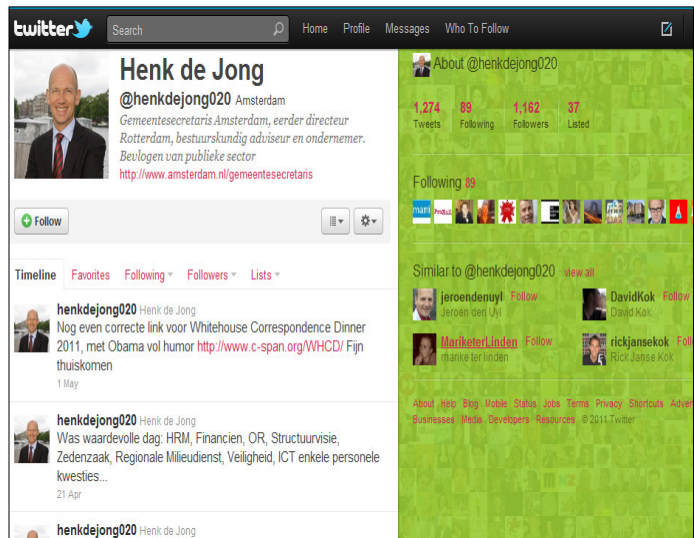 twitter
Search
Home Profile Messages Who To Follow
Henk de Jong
@henkdejong020 Amsterdam
Gemeentesecretaris Amsterdam, eerder directeur
Rotterdam, bestuurskundig adviseur en ondernemer.
Bevlogen van publieke sector
http://www.amsterdam.nl/gemeentesecretaris
Follow
Timeline Favorites Following Followers Lists
henkdejong020 Henk de Jong
Nog even correcte link voor Whitehouse Correspondence Dinner
2011, met Obama vol humor http://www.c-span.org/WHCD/ Fijn
thuiskomen
1 May
henkdejong020 Henk de Jong
Was waardevolle dag: HRM, Financien, OR, Structuurvisie,
Zedenzaak, Regionale Milieudienst, Veiligheid, ICT enkele personele
kwesties...
21 Apr
henkdejong020 Henk de Jong
About @henkdejong020
1,274 89 1,162 37
Tweets Following Followers Listed
Following 89
Similar to @henkdejong020 view all
jeroendenuyl Follow
Jeroen den Uyl
DavidKok Follow
David Kok
MariketerLinden Follow
marike ter linden
rickjansekok Foll
Rick Janse Kok
About Help Blog Mobile Status Jobs Terms Privacy Shortcuts Adver
Businesses Media Developers Resources © 2011 Twitter